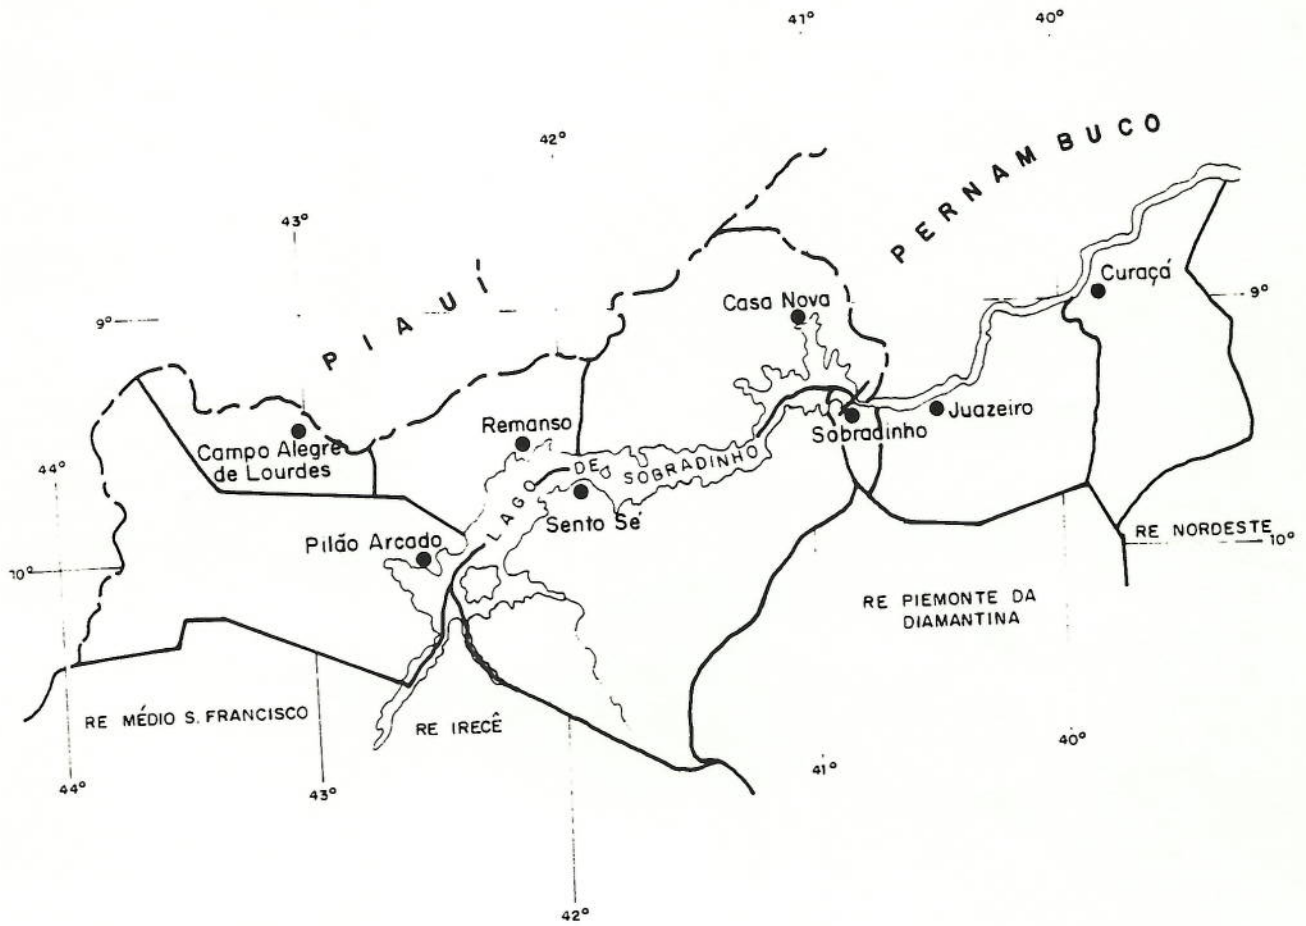 41°
40°
42°
PERNAMBUCO
43°
PIAUÍ
Curaçá
Casa Nova
9°
9°
Remanso
Juazeiro
Sobradinho
Campo Alegre
de Lourdes
44°
LAGO DE SOBRADINHO
Sento Sé
Pilão Arcado
RE NORDESTE
10°
10°
RE PIEMONTE DA
DIAMANTINA
RE MÉDIO S. FRANCISCO
RE IRECÊ
40°
41°
44°
43°
42°